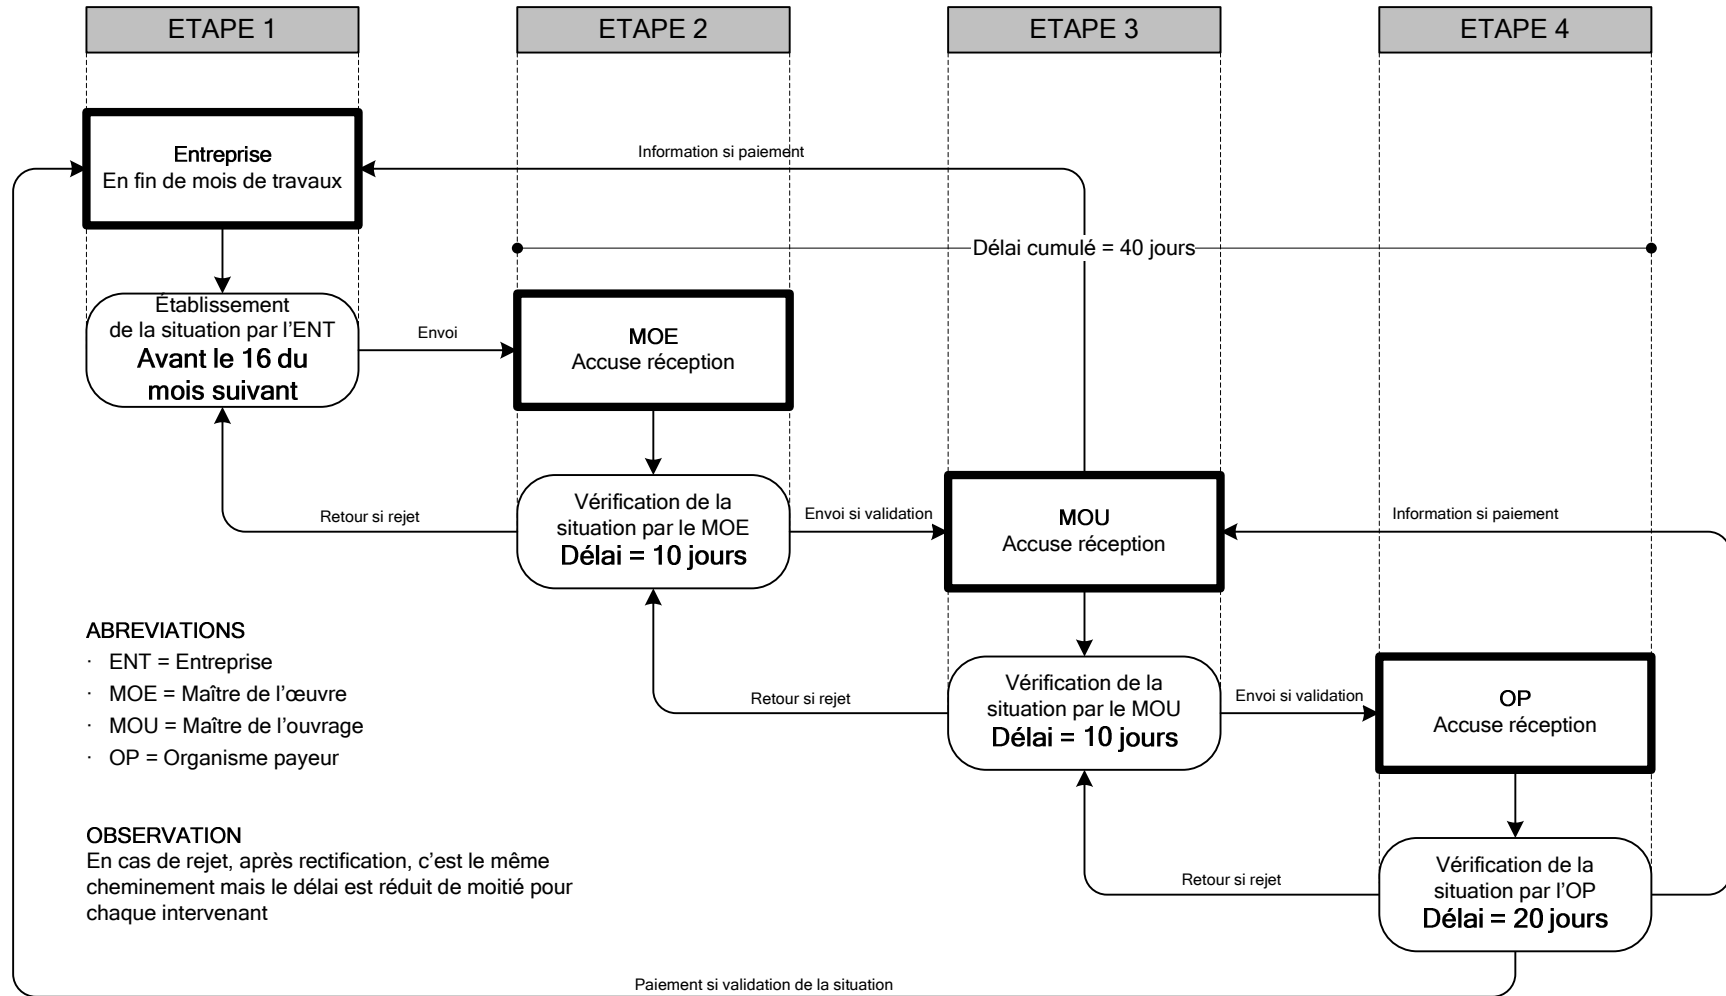 ETAPE 1
ETAPE 2
ETAPE 3
ETAPE 4
Entreprise
En fin de mois de travaux
Information si paiement
Délai cumulé = 40 jours
Établissement
de la situation par l’ENT
Avant le 16 du
mois suivant
Envoi
MOE
Accuse réception
Retour si rejet
Vérification de la
situation par le MOE
Délai = 10 jours
Envoi si validation
MOU
Accuse réception
Information si paiement
ABREVIATIONS
· ENT = Entreprise
· MOE = Maître de l’œuvre
· MOU = Maître de l’ouvrage
· OP = Organisme payeur
Retour si rejet
Vérification de la
situation par le MOU
Délai = 10 jours
Envoi si validation
OP
Accuse réception
OBSERVATION
En cas de rejet, après rectification, c’est le même
cheminement mais le délai est réduit de moitié pour
chaque intervenant
Retour si rejet
Vérification de la
situation par l’OP
Délai = 20 jours
Paiement si validation de la situation